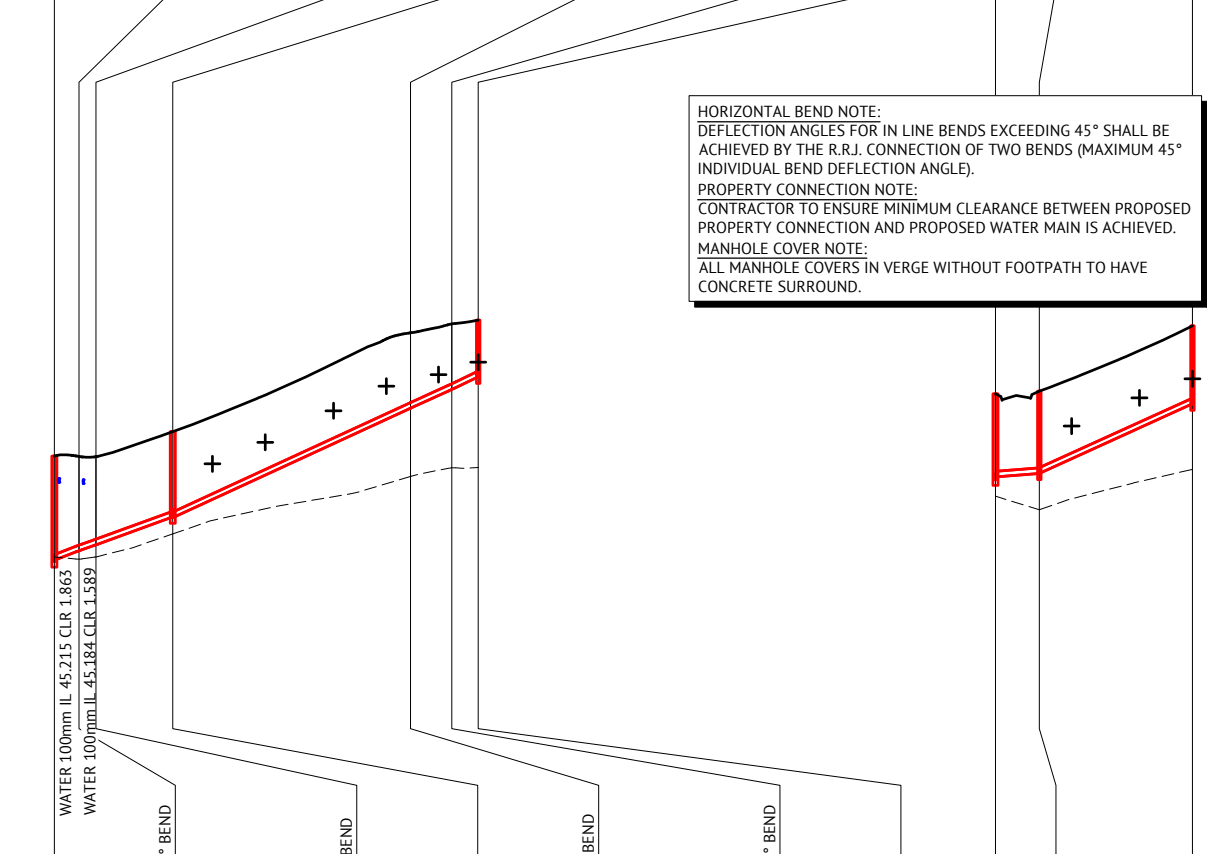 HORIZONTAL BEND NOTE:
DEFLECTION ANGLES FOR IN LINE BENDS EXCEEDING 45° SHALL BE
ACHIEVED BY THE R.R.J. CONNECTION OF TWO BENDS (MAXIMUM 45°
INDIVIDUAL BEND DEFLECTION ANGLE).
PROPERTY CONNECTION NOTE:
CONTRACTOR TO ENSURE MINIMUM CLEARANCE BETWEEN PROPOSED
PROPERTY CONNECTION AND PROPOSED WATER MAIN IS ACHIEVED.
MANHOLE COVER NOTE:
ALL MANHOLE COVERS IN VERGE WITHOUT FOOTPATH TO HAVE
CONCRETE SURROUND.
WATER 100mm IL 45.215 CLR 1.863
WATER 100mm IL 45.184 CLR 1.589
° BEND
BEND
BEND
° BEND